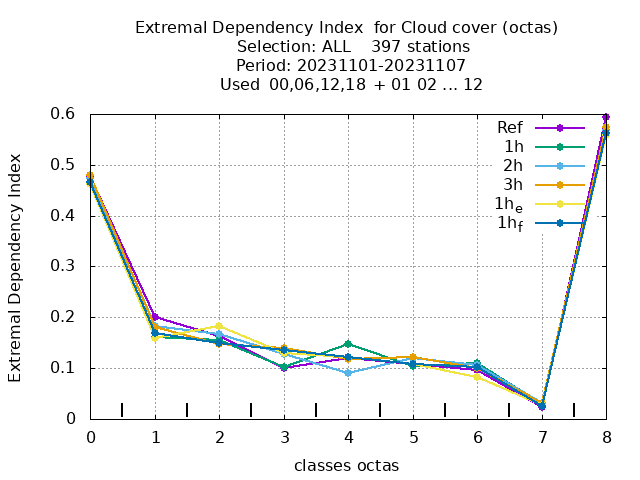 Extremal Dependency Index  for Cloud cover (octas)
Selection: ALL    397 stations
Period: 20231101-20231107
Used  00,06,12,18  + 01 02 ... 12
Ref
1h
2h
3h
1he
1hf
0.6
0.5
0.4
0.3
0.2
0.1
0
Extremal Dependency Index
0 1 2 3 4 5 6 7 8
classes octas